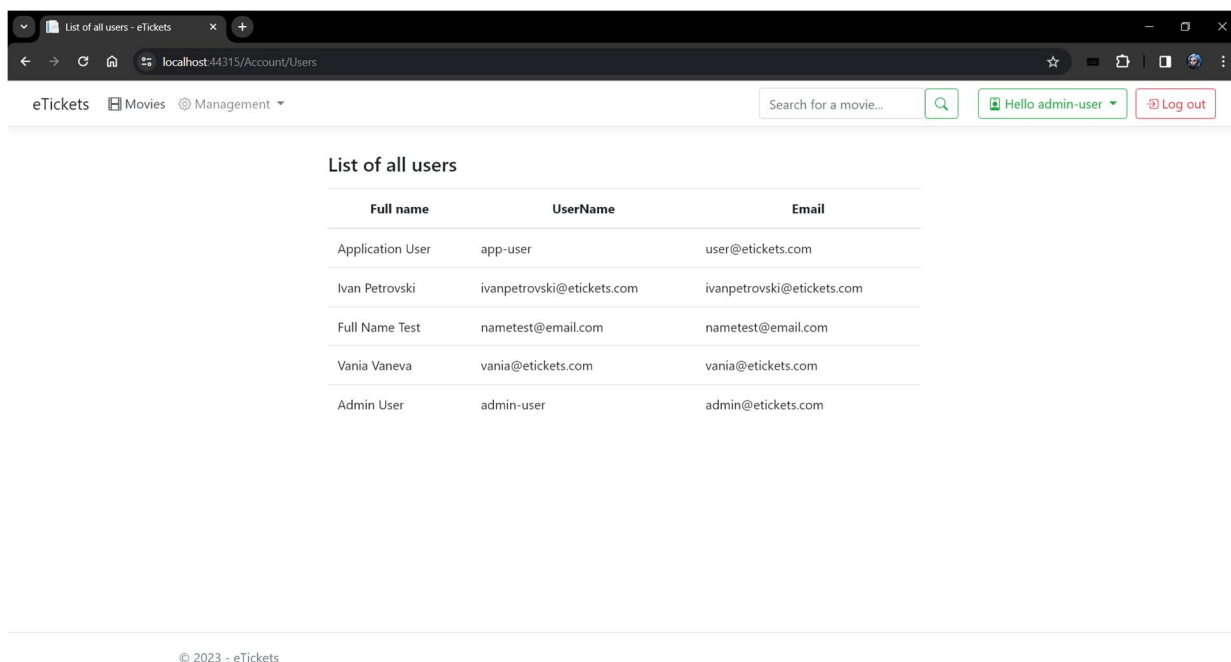 List of all users - eTickets
localhost:44315/Account/Users
eTickets Movies Management Search for a movie... Hello admin-user Log out
List of all users
Full name UserName Email
Application User app-user user@etickets.com
Ivan Petrovski ivanpetrovski@etickets.com ivanpetrovski@etickets.com
Full Name Test nametest@email.com nametest@email.com
Vania Vaneva vania@etickets.com vania@etickets.com
Admin User admin-user admin@etickets.com
© 2023 - eTickets